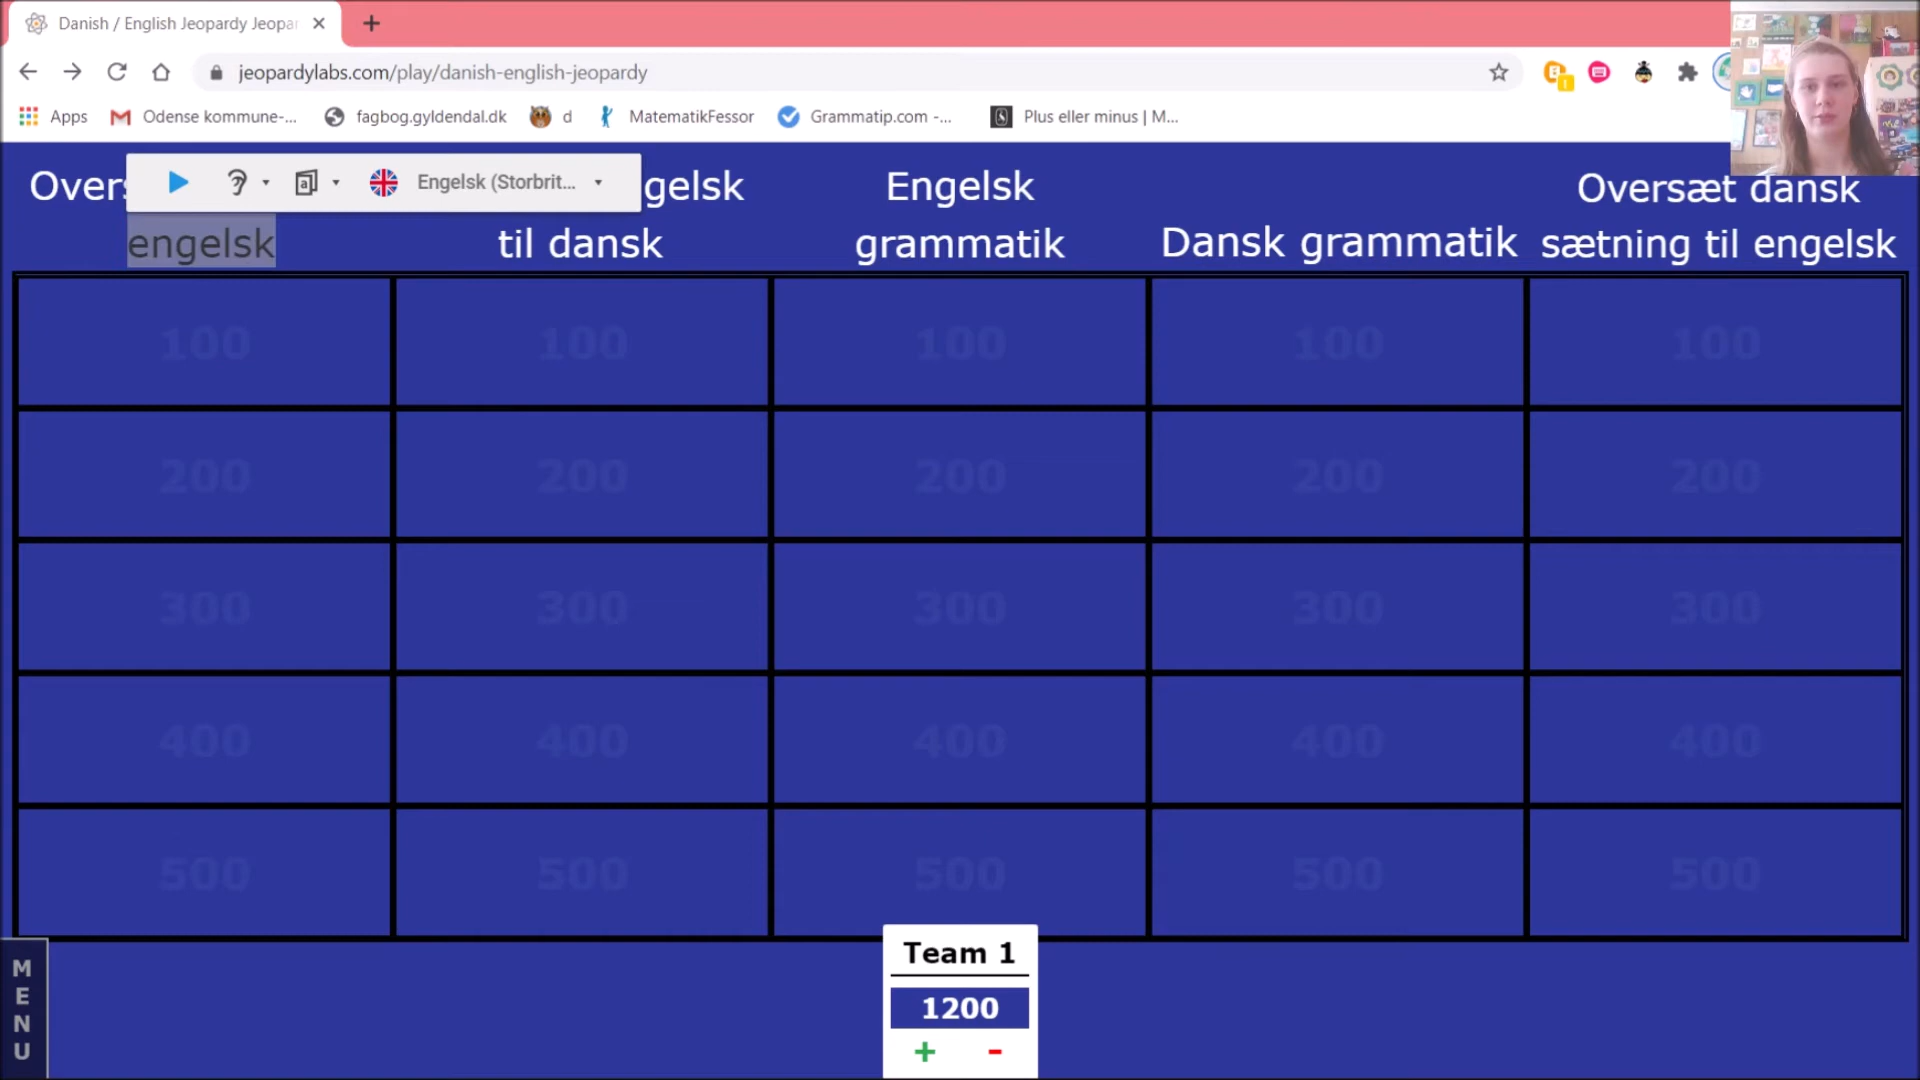 Danish / English Jeopardy Jeopar
jeopardylabs.com/play/danish-english-jeopardy
Apps
Odense kommune-...
fagbog.gyldendal.dk
d
MatematikFessor
Grammatip.com -...
Plus eller minus | M...
Engelsk (Storbrit...
Overs
engelsk
gelsk
til dansk
Engelsk
grammatik
Dansk grammatik
Oversæt dansk
sætning til engelsk
100 100 100 100 100
200 200 200 200 200
300 300 300 300 300
400 400 400 400 400
500 500 500 500 500
MENU
Team 1
1200
+ -